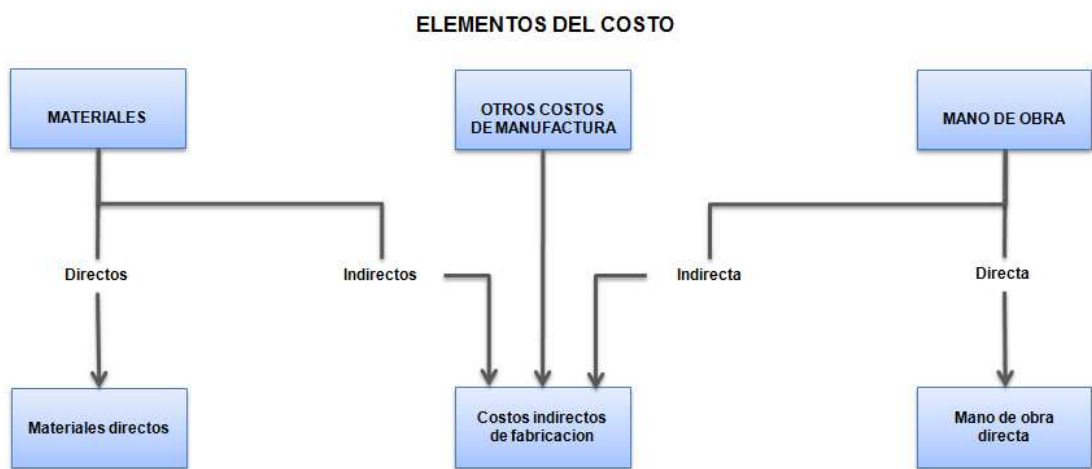 ELEMENTOS DEL COSTO
MATERIALES
OTROS COSTOS
DE MANUFACTURA
MANO DE OBRA
Directos
Indirectos
Indirecta
Directa
Materiales directos
Costos indirectos
de fabricacion
Mano de obra
directa